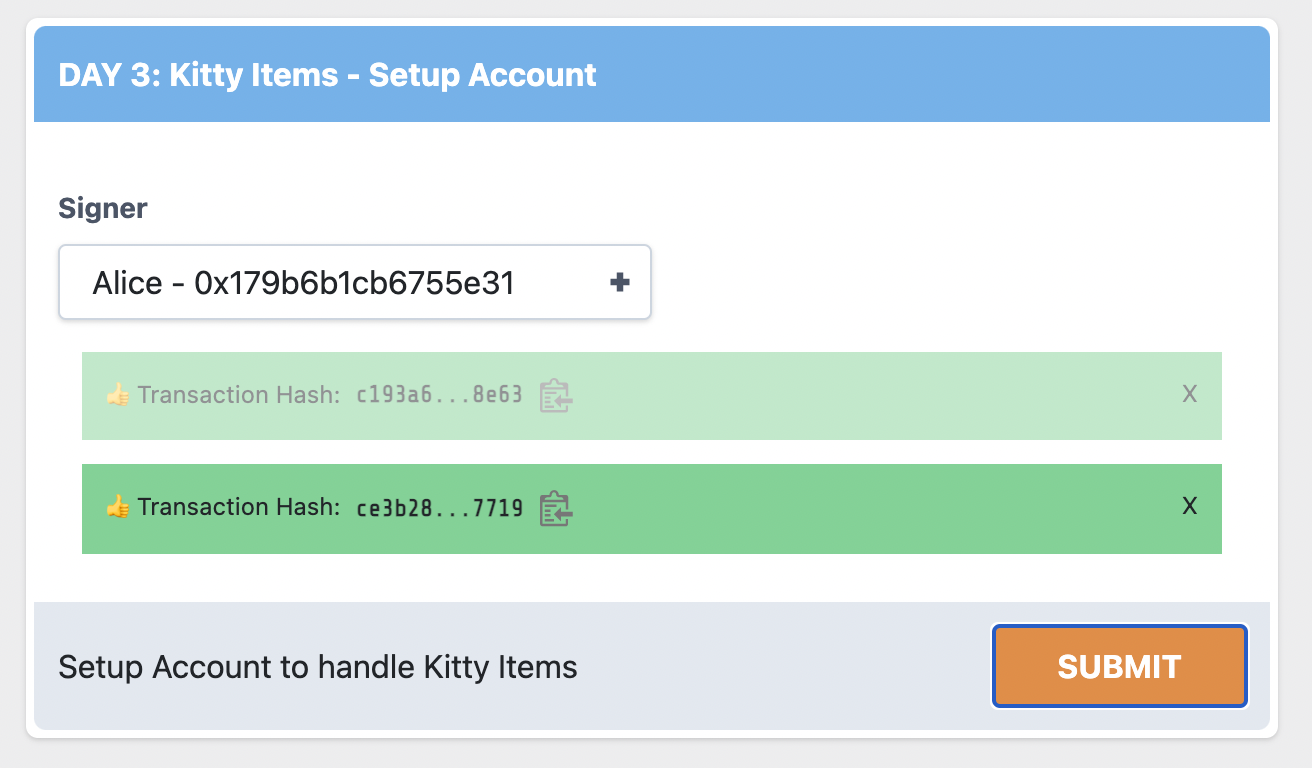 DAY 3: Kitty Items - Setup Account
Signer
Alice - 0x179b6b1cb6755e31
👍 Transaction Hash: c193a6...8e63 X
👍 Transaction Hash: ce3b28...7719 X
Setup Account to handle Kitty Items SUBMIT